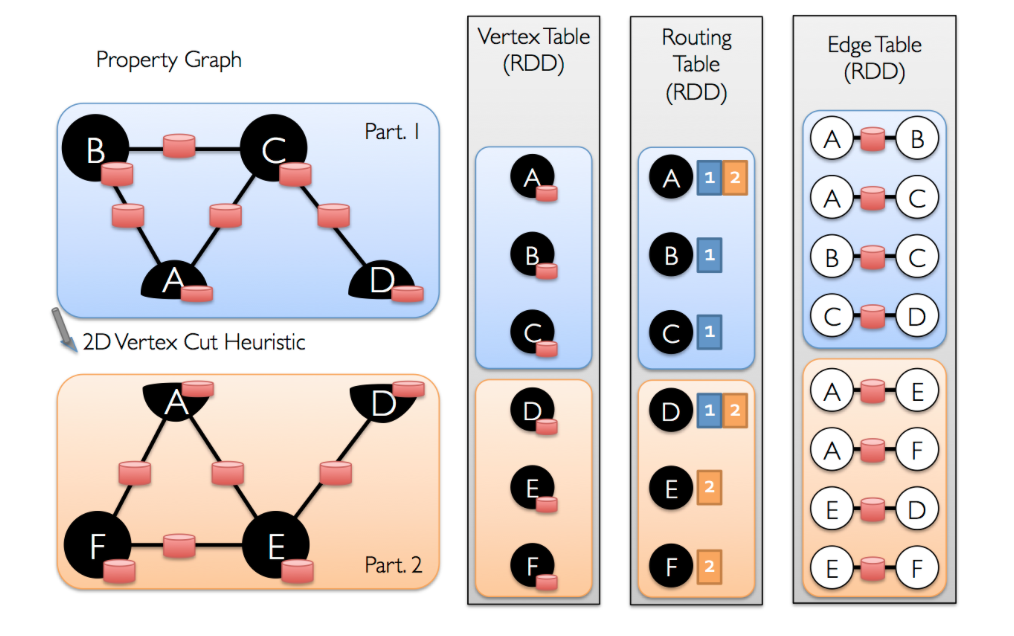 Property Graph
Part. 1
B
C
A
D
2D Vertex Cut Heuristic
A
D
F
E
Part. 2
Vertex Table
(RDD)
A
B
C
D
E
F
Routing
Table
(RDD)
A 1 2
B 1
C 1
D 1 2
E 2
F 2
Edge Table
(RDD)
A B
A C
B C
C D
A E
A F
E D
E F